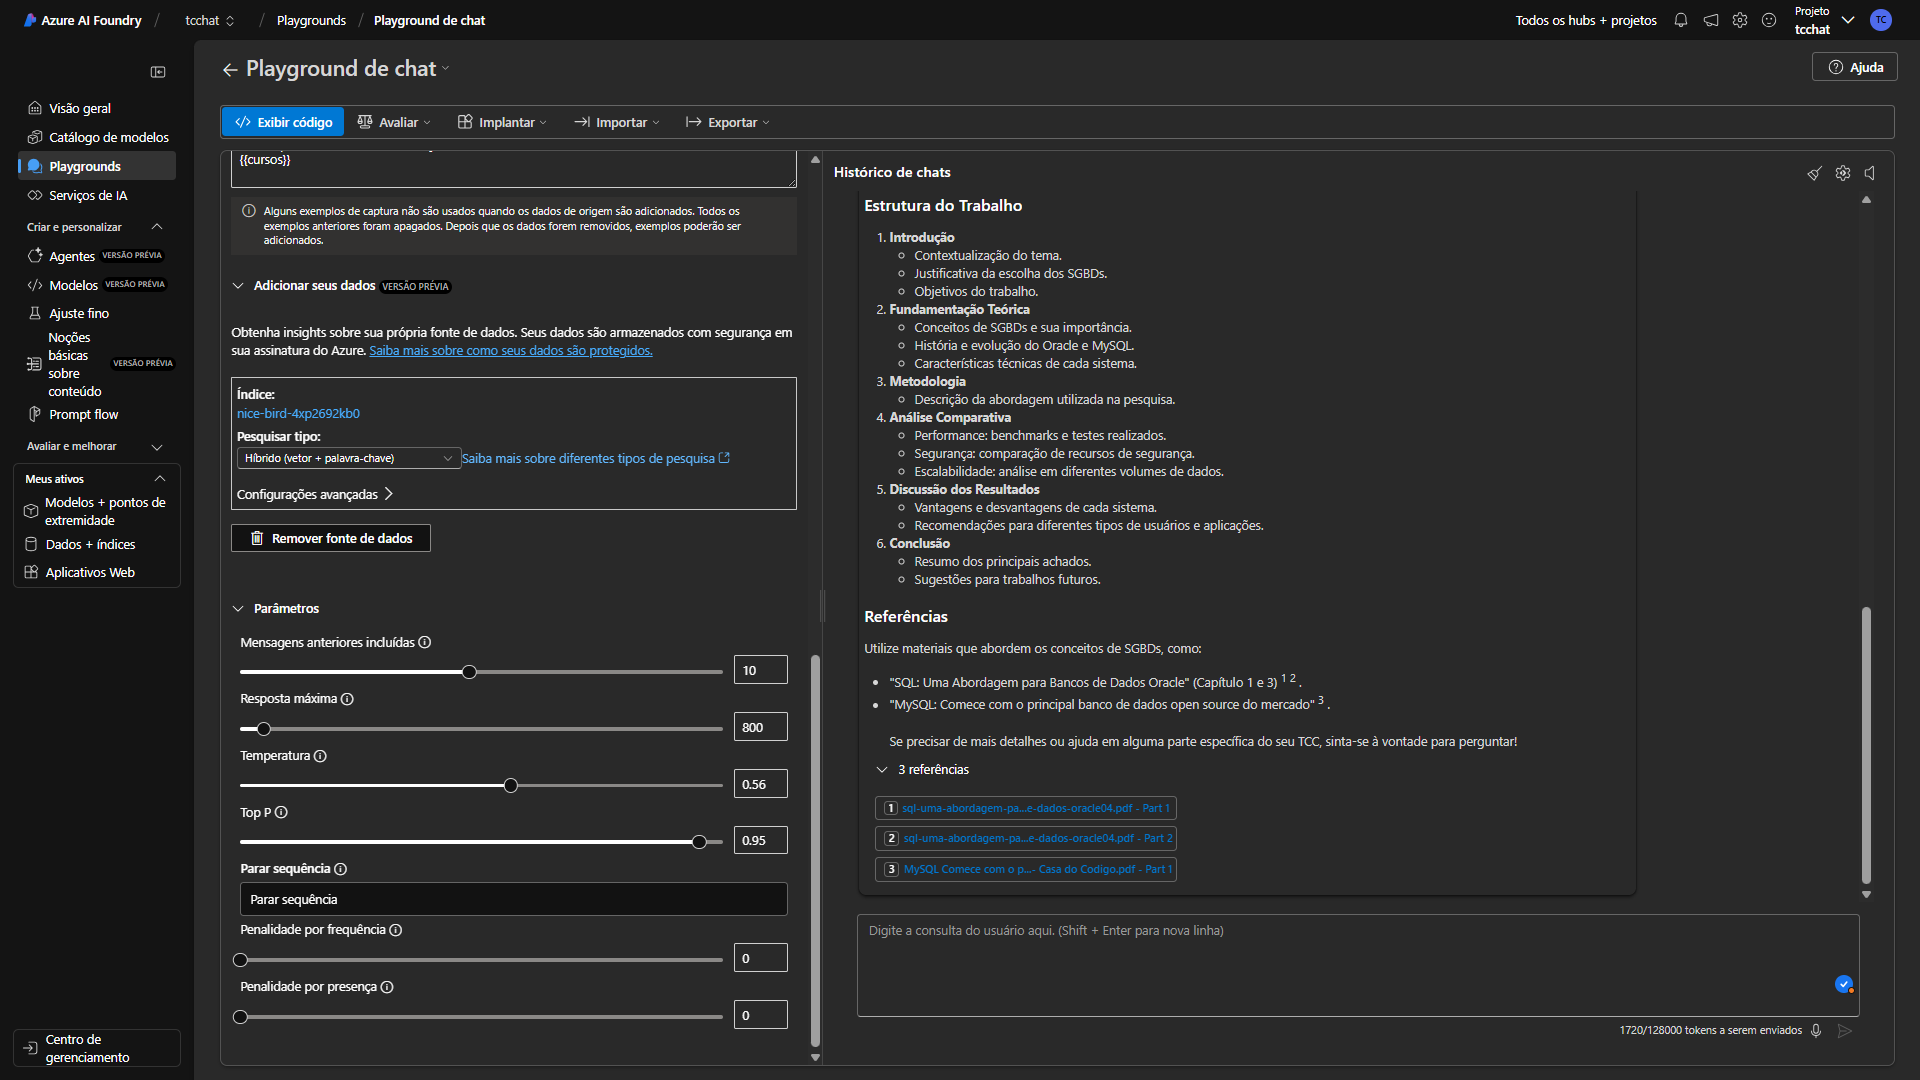 Azure AI Foundry / tcchat / Playgrounds / Playground de chat
Todos os hubs + projetos
Projeto
tcchat
TC
Visão geral
Catálogo de modelos
Playgrounds
Serviços de IA
Criar e personalizar
Agentes VERSÃO PRÉVIA
Modelos VERSÃO PRÉVIA
Ajuste fino
Noções
básicas
sobre
conteúdo
VERSÃO PRÉVIA
Prompt flow
Avaliar e melhorar
Meus ativos
Modelos + pontos de
extremidade
Dados + índices
Aplicativos Web
Centro de
gerenciamento
Playground de chat
Ajuda
Exibir código
Avaliar
Implantar
Importar
Exportar
{{cursos}}
Alguns exemplos de captura não são usados quando os dados de origem são adicionados. Todos os
exemplos anteriores foram apagados. Depois que os dados forem removidos, exemplos poderão ser
adicionados.
Adicionar seus dados VERSÃO PRÉVIA
Obtenha insights sobre sua própria fonte de dados. Seus dados são armazenados com segurança em
sua assinatura do Azure. Saiba mais sobre como seus dados são protegidos.
Índice:
nice-bird-4xp2692kb0
Pesquisar tipo:
Híbrido (vetor + palavra-chave)
Saiba mais sobre diferentes tipos de pesquisa
Configurações avançadas
Remover fonte de dados
Parâmetros
Mensagens anteriores incluídas
10
Resposta máxima
800
Temperatura
0.56
Top P
0.95
Parar sequência
Parar sequência
Penalidade por frequência
0
Penalidade por presença
0
Histórico de chats
Estrutura do Trabalho
1. Introdução
Contextualização do tema.
Justificativa da escolha dos SGBDs.
Objetivos do trabalho.
2. Fundamentação Teórica
Conceitos de SGBDs e sua importância.
História e evolução do Oracle e MySQL.
Características técnicas de cada sistema.
3. Metodologia
Descrição da abordagem utilizada na pesquisa.
4. Análise Comparativa
Performance: benchmarks e testes realizados.
Segurança: comparação de recursos de segurança.
Escalabilidade: análise em diferentes volumes de dados.
5. Discussão dos Resultados
Vantagens e desvantagens de cada sistema.
Recomendações para diferentes tipos de usuários e aplicações.
6. Conclusão
Resumo dos principais achados.
Sugestões para trabalhos futuros.
Referências
Utilize materiais que abordem os conceitos de SGBDs, como:
"SQL: Uma Abordagem para Bancos de Dados Oracle" (Capítulo 1 e 3) 1 2 .
"MySQL: Comece com o principal banco de dados open source do mercado" 3 .
Se precisar de mais detalhes ou ajuda em alguma parte específica do seu TCC, sinta-se à vontade para perguntar!
3 referências
1 sql-uma-abordagem-pa...e-dados-oracle04.pdf - Part 1
2 sql-uma-abordagem-pa...e-dados-oracle04.pdf - Part 2
3 MySQL Comece com o p...- Casa do Codigo.pdf - Part 1
Digite a consulta do usuário aqui. (Shift + Enter para nova linha)
1720/128000 tokens a serem enviados